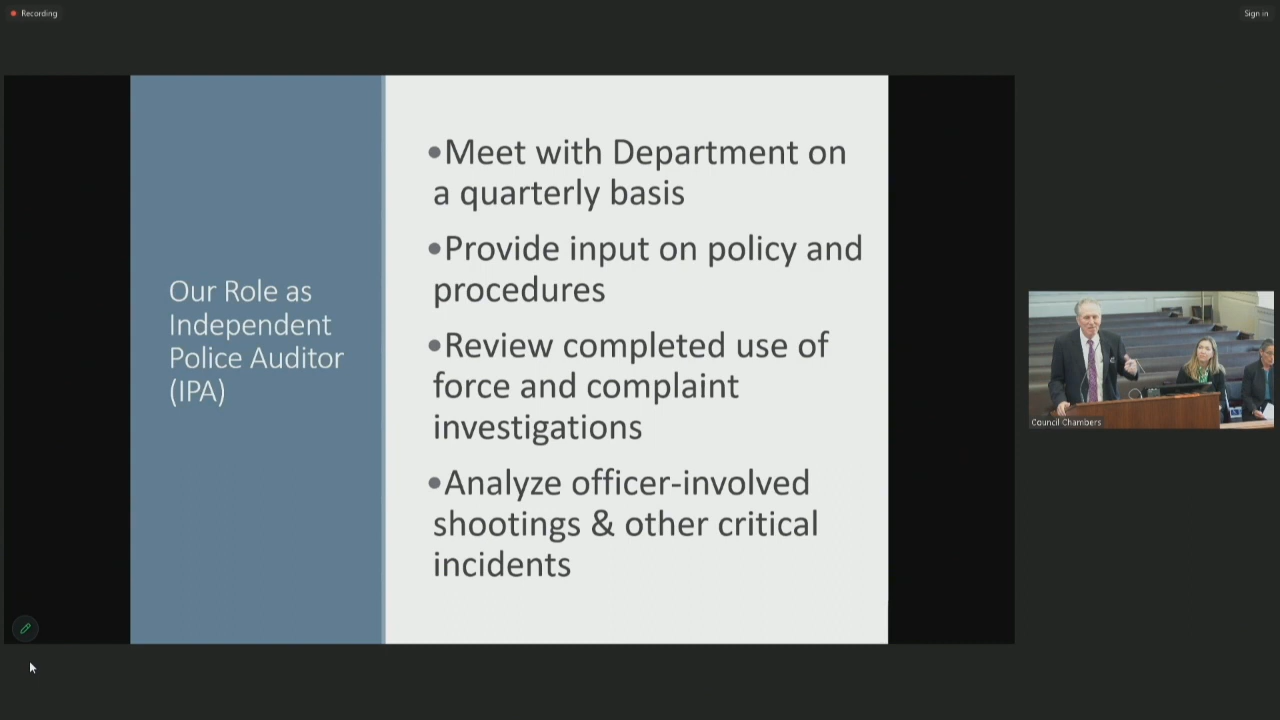 Recording
Sign in
•Meet with Department on
a quarterly basis
•Provide input on policy and
procedures
•Review completed use of
force and complaint
investigations
•Analyze officer-involved
shootings & other critical
incidents
Our Role as
Independent
Police Auditor
(IPA)
Council Chambers